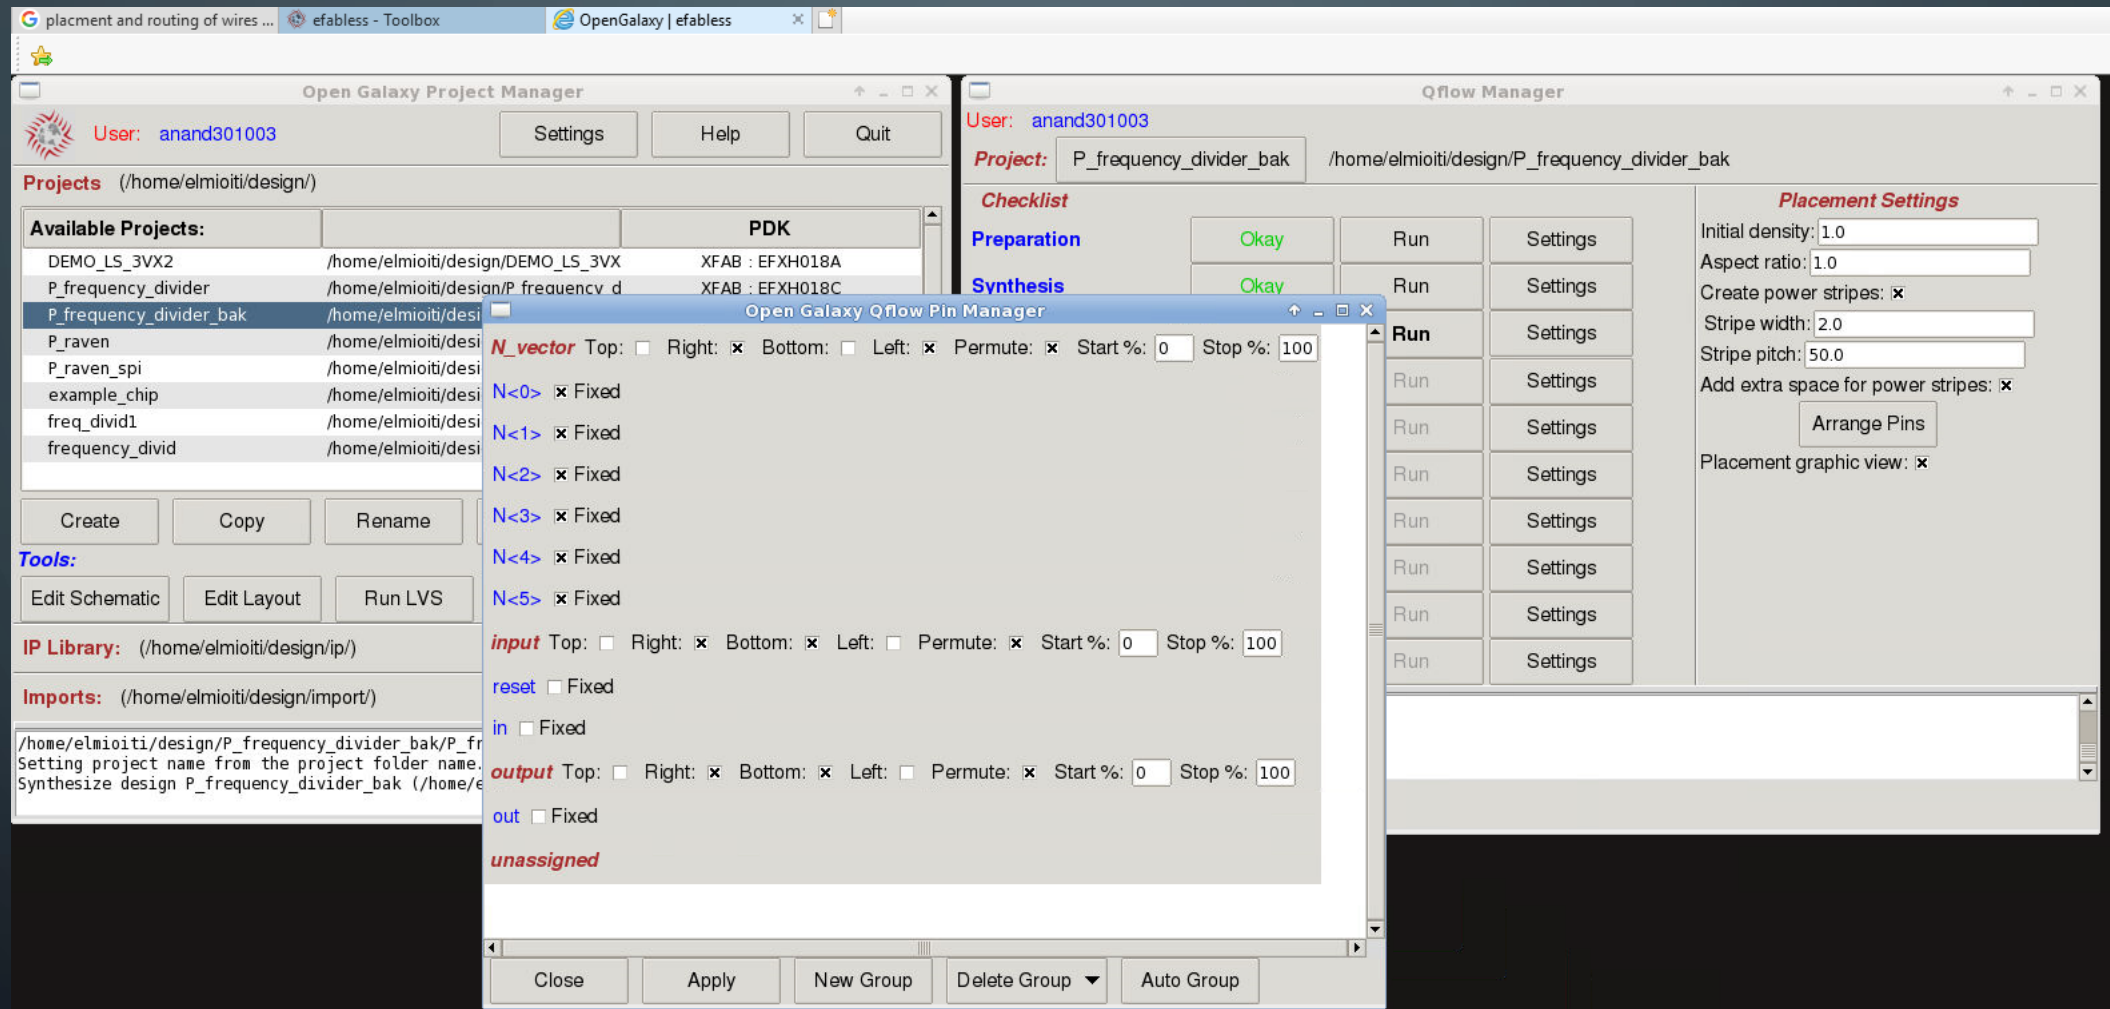 placment and routing of wires ... efabless - Toolbox OpenGalaxy | efabless
Open Galaxy Project Manager
User: anand301003 Settings Help Quit
Projects (/home/elmioiti/design/)
Available Projects: PDK
DEMO_LS_3VX2 /home/elmioiti/design/DEMO_LS_3VX XFAB : EFXH018A
P_frequency_divider /home/elmioiti/design/P_frequency_d XFAB : EFXH018C
P_frequency_divider_bak /home/elmioiti/desi
P_raven /home/elmioiti/desi
P_raven_spi /home/elmioiti/desi
example_chip /home/elmioiti/desi
freq_divid1 /home/elmioiti/desi
frequency_divid /home/elmioiti/desi
Create Copy Rename
Tools:
Edit Schematic Edit Layout Run LVS
IP Library: (/home/elmioiti/design/ip/)
Imports: (/home/elmioiti/design/import/)
/home/elmioiti/design/P_frequency_divider_bak/P_fr
Setting project name from the project folder name.
Synthesize design P_frequency_divider_bak (/home/e
Qflow Manager
User: anand301003
Project: P_frequency_divider_bak /home/elmioiti/design/P_frequency_divider_bak
Checklist
Preparation Okay Run Settings
Synthesis Okay Run Settings
Run Settings
Run Settings
Run Settings
Run Settings
Run Settings
Run Settings
Run Settings
Run Settings
Placement Settings
Initial density: 1.0
Aspect ratio: 1.0
Create power stripes:
Stripe width: 2.0
Stripe pitch: 50.0
Add extra space for power stripes:
Arrange Pins
Placement graphic view:
Open Galaxy Qflow Pin Manager
N_vector Top: Right: Bottom: Left: Permute: Start %: 0 Stop %: 100
N<0> Fixed
N<1> Fixed
N<2> Fixed
N<3> Fixed
N<4> Fixed
N<5> Fixed
input Top: Right: Bottom: Left: Permute: Start %: 0 Stop %: 100
reset Fixed
in Fixed
output Top: Right: Bottom: Left: Permute: Start %: 0 Stop %: 100
out Fixed
unassigned
Close Apply New Group Delete Group Auto Group